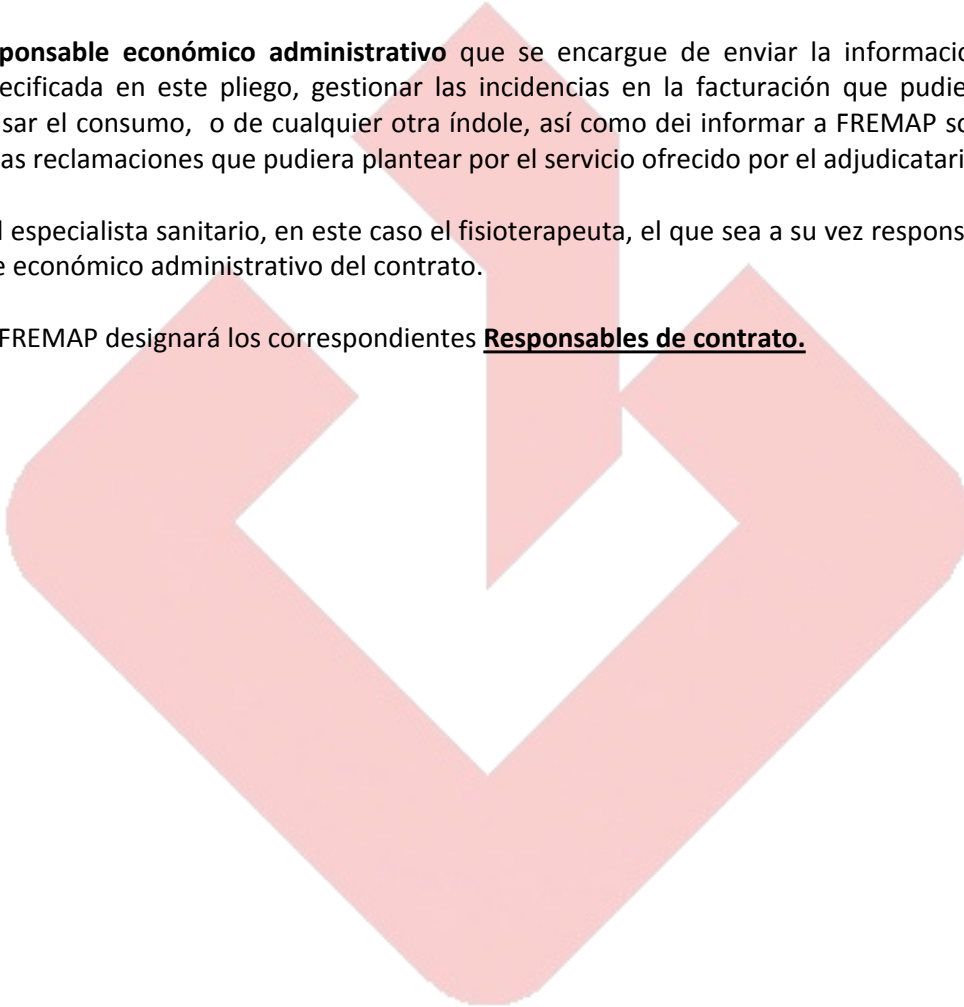 ponsable económico administrativo que se encargue de enviar la informació
ecificada en este pliego, gestionar las incidencias en la facturación que pudie
sar el consumo, o de cualquier otra índole, así como dei informar a FREMAP so
as reclamaciones que pudiera plantear por el servicio ofrecido por el adjudicatari
l especialista sanitario, en este caso el fisioterapeuta, el que sea a su vez respons
e económico administrativo del contrato.
FREMAP designará los correspondientes Responsables de contrato.